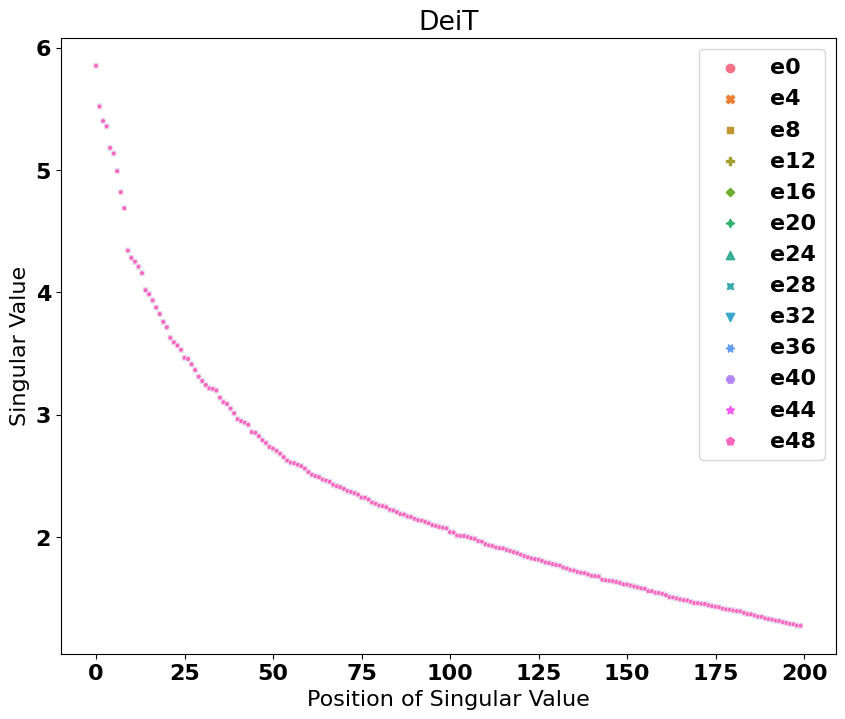 DeiT
6
5
4
3
2
Singular Value
0
25
50
75
100
125
150
175
200
Position of Singular Value
e0
e4
e8
e12
e16
e20
e24
e28
e32
e36
e40
e44
e48